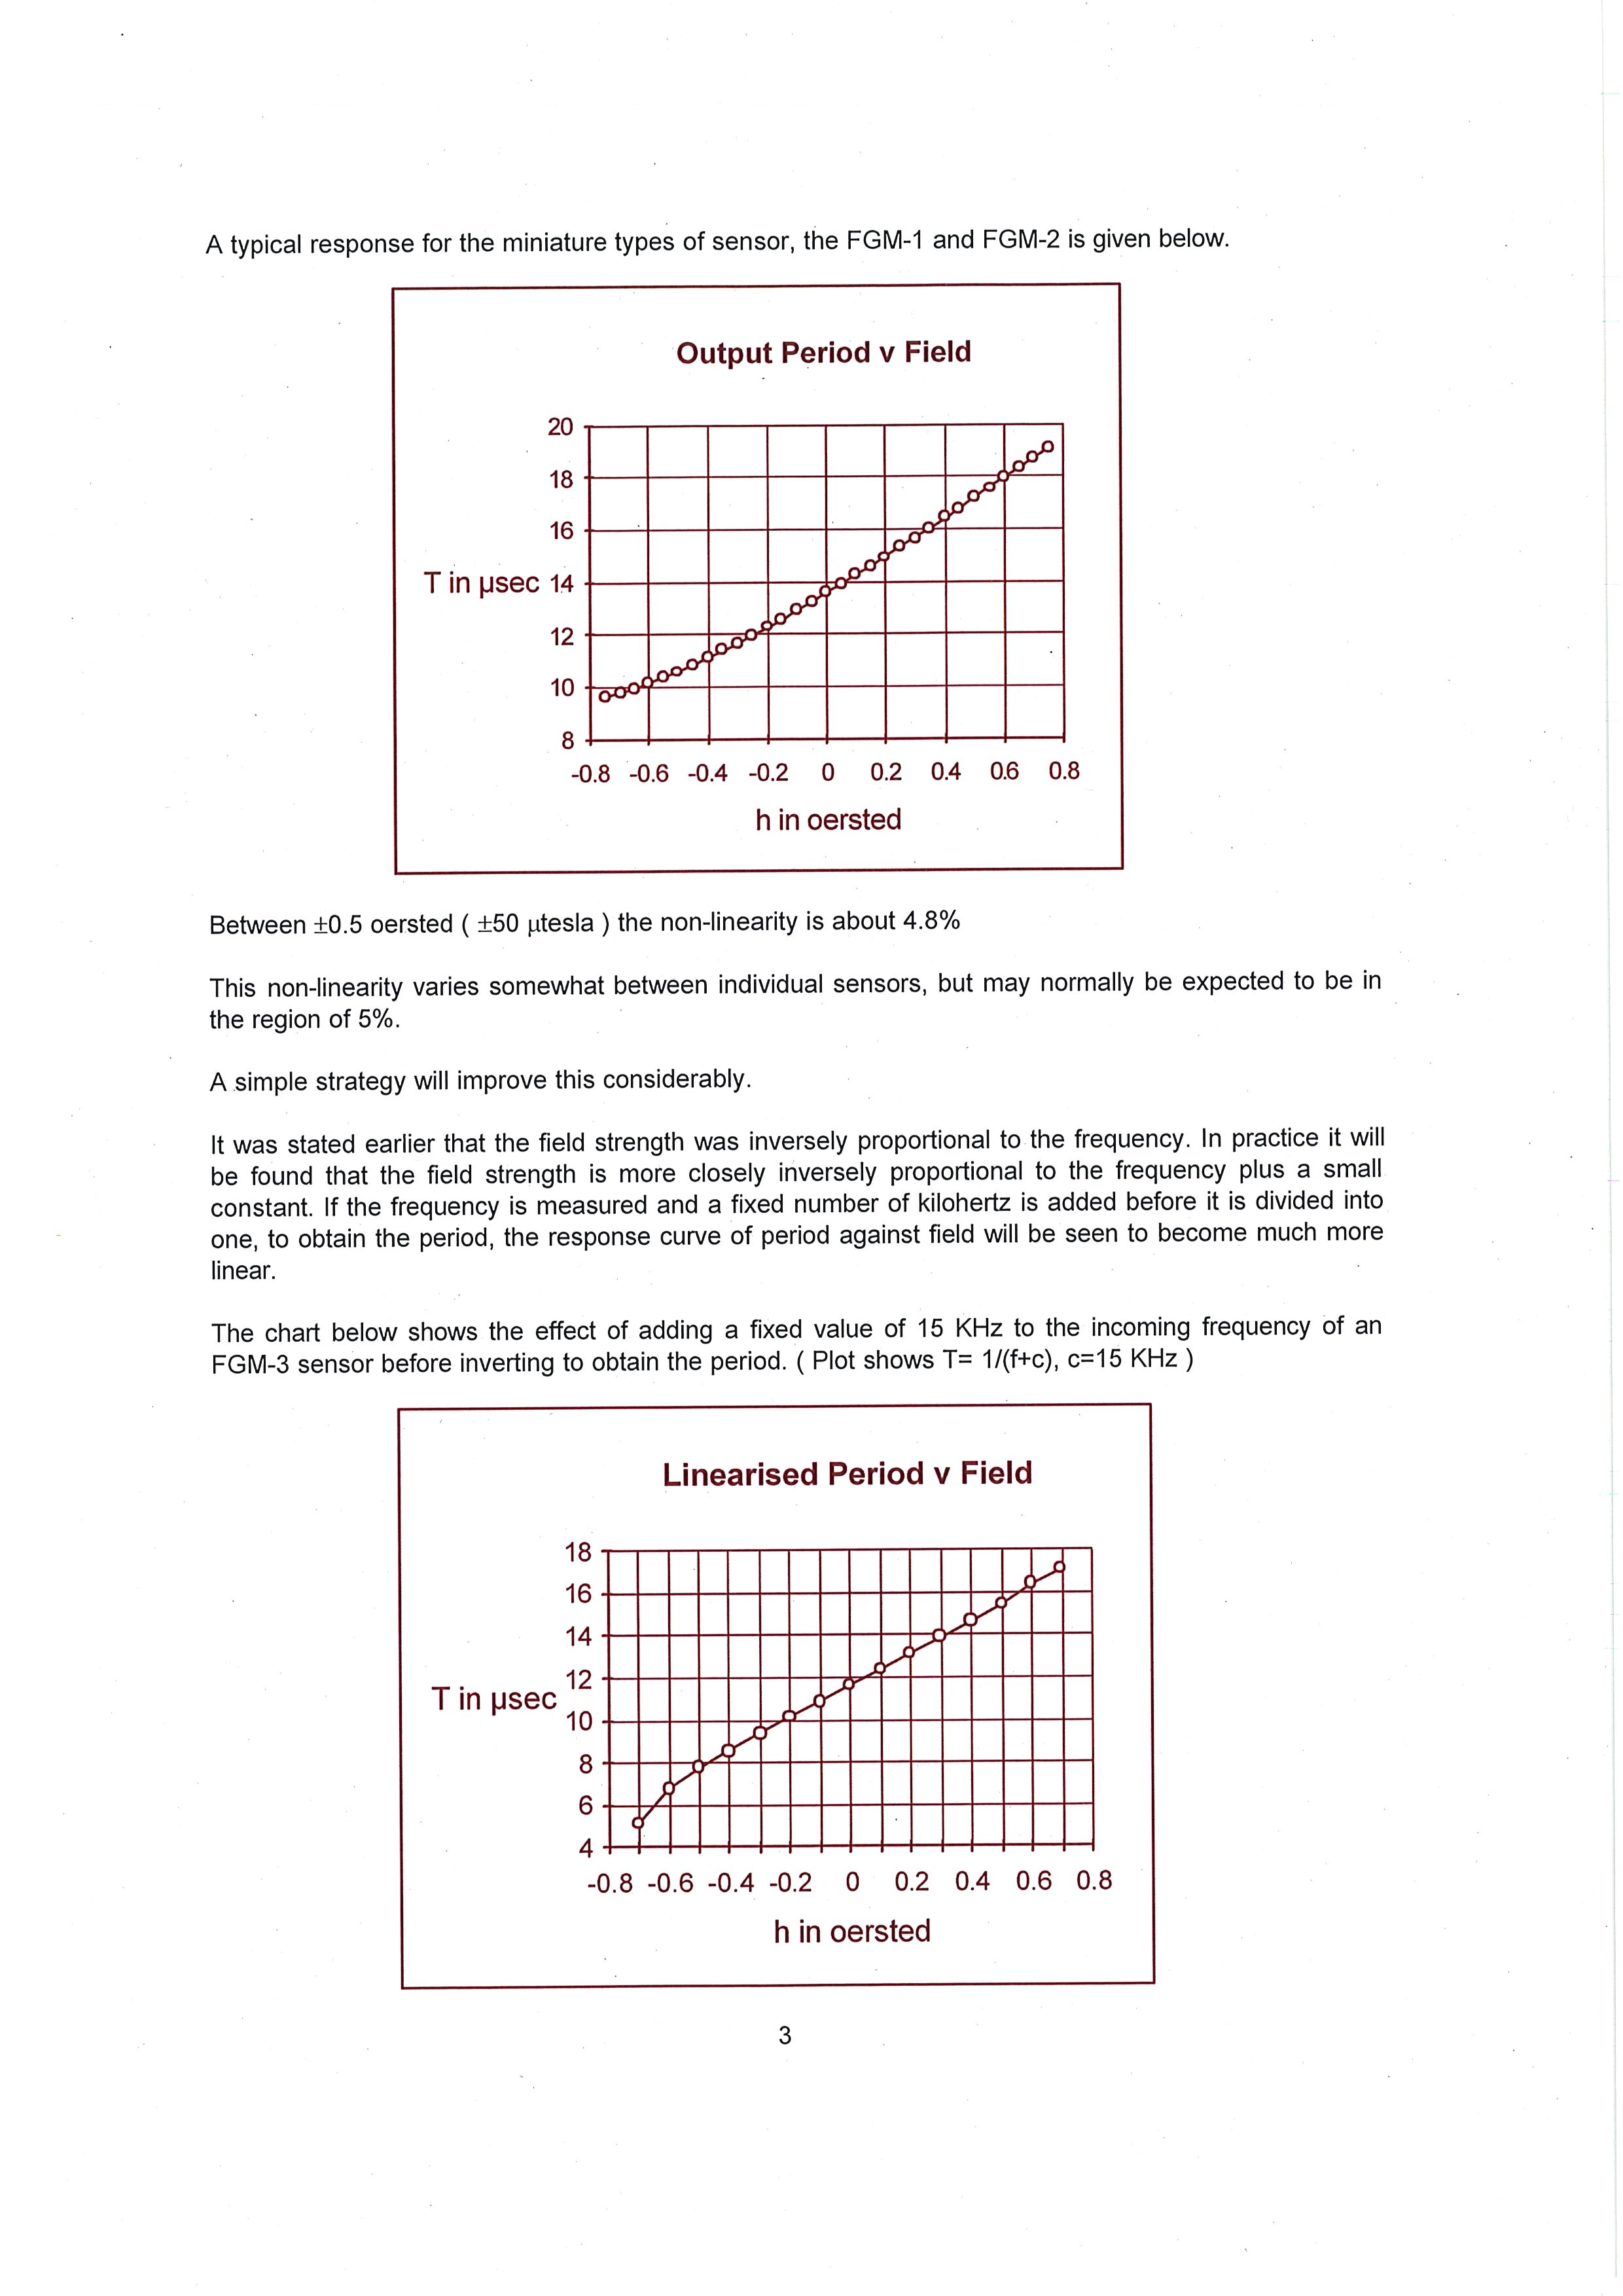 A typical response for the miniature types of sensor, the FGM-1 and FGM-2 is given below.
Output Period v Field
20
18
16
T in µsec 14
12
10
8
-0.8 -0.6 -0.4 -0.2 0 0.2 0.4 0.6 0.8
h in oersted
Between ±0.5 oersted ( ±50 µtesla ) the non-linearity is about 4.8%
This non-linearity varies somewhat between individual sensors, but may normally be expected to be in
the region of 5%.
A simple strategy will improve this considerably.
It was stated earlier that the field strength was inversely proportional to the frequency. In practice it will
be found that the field strength is more closely inversely proportional to the frequency plus a small
constant. If the frequency is measured and a fixed number of kilohertz is added before it is divided into
one, to obtain the period, the response curve of period against field will be seen to become much more
linear.
The chart below shows the effect of adding a fixed value of 15 KHz to the incoming frequency of an
FGM-3 sensor before inverting to obtain the period. ( Plot shows T= 1/(f+c), c=15 KHz )
Linearised Period v Field
18
16
14
12
T in µsec
10
8
6
4
-0.8 -0.6 -0.4 -0.2 0 0.2 0.4 0.6 0.8
h in oersted
3